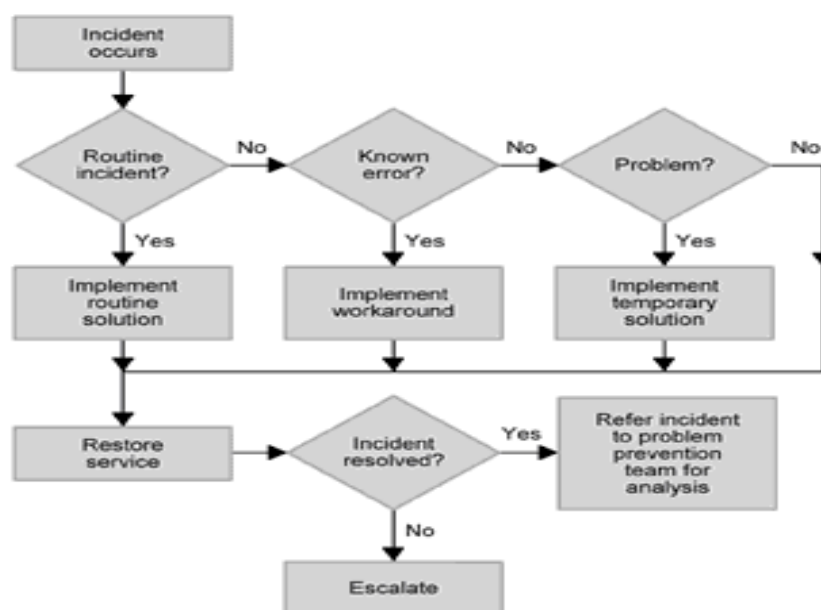 Incident
occurs
Routine
incident?
No
Known
error?
No
Problem?
No
Yes
Yes
Yes
Implement
routine
solution
Implement
workaround
Implement
temporary
solution
Restore
service
Incident
resolved?
Yes
Refer incident
to problem
prevention
team for
analysis
No
Escalate